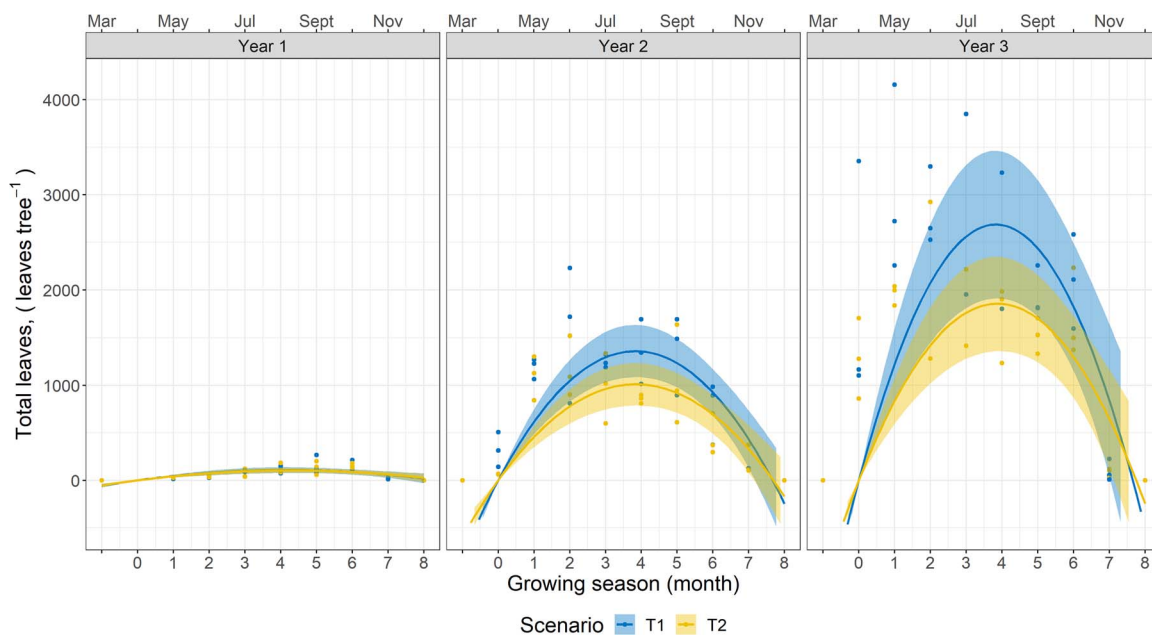 Mar May Jul Sept Nov Mar May Jul Sept Nov Mar May Jul Sept Nov
Year 1 Year 2 Year 3
4000
3000
2000
1000
0
Total leaves, ( leaves tree⁻¹ )
0 1 2 3 4 5 6 7 8 0 1 2 3 4 5 6 7 8 0 1 2 3 4 5 6 7 8
Growing season (month)
Scenario T1 T2